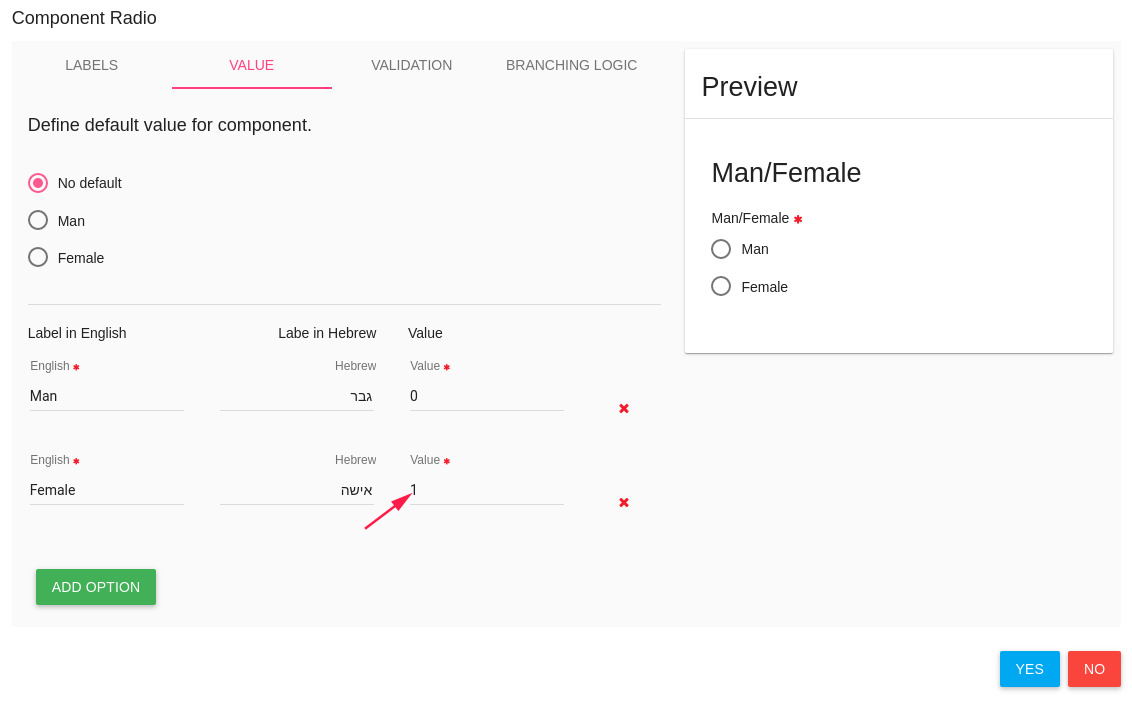 Component Radio
LABELS VALUE VALIDATION BRANCHING LOGIC
Define default value for component.
No default
Man
Female
Label in English Labe in Hebrew Value
English * Hebrew Value *
Man גבר 0
English * Hebrew Value *
Female אישה 1
ADD OPTION
Preview
Man/Female
Man/Female *
Man
Female
YES NO